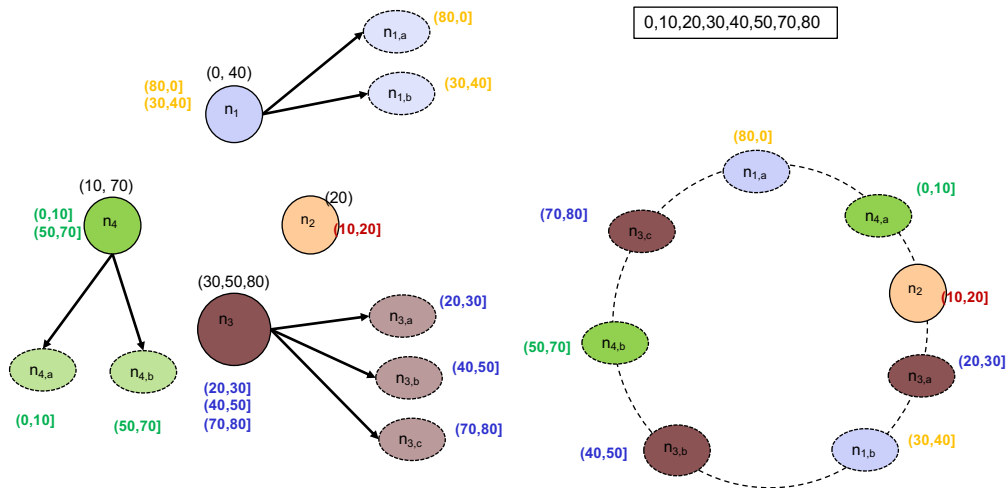 (80,0]
n1,a
0,10,20,30,40,50,70,80
(0, 40)
(80,0]
(30,40]
n1
n1,b
(30,40]
(80,0]
n1,a
(10, 70)
(0,10]
(50,70]
n4
(20)
n2
(10,20]
(0,10]
n4,a
(70,80]
n3,c
(30,50,80)
n3
(20,30]
(40,50]
(70,80]
n4,a
(0,10]
n4,b
(50,70]
n3,a
(20,30]
n3,b
(40,50]
n3,c
(70,80]
n2
(10,20]
(50,70]
n4,b
n3,a
(20,30]
(40,50]
n3,b
n1,b
(30,40]